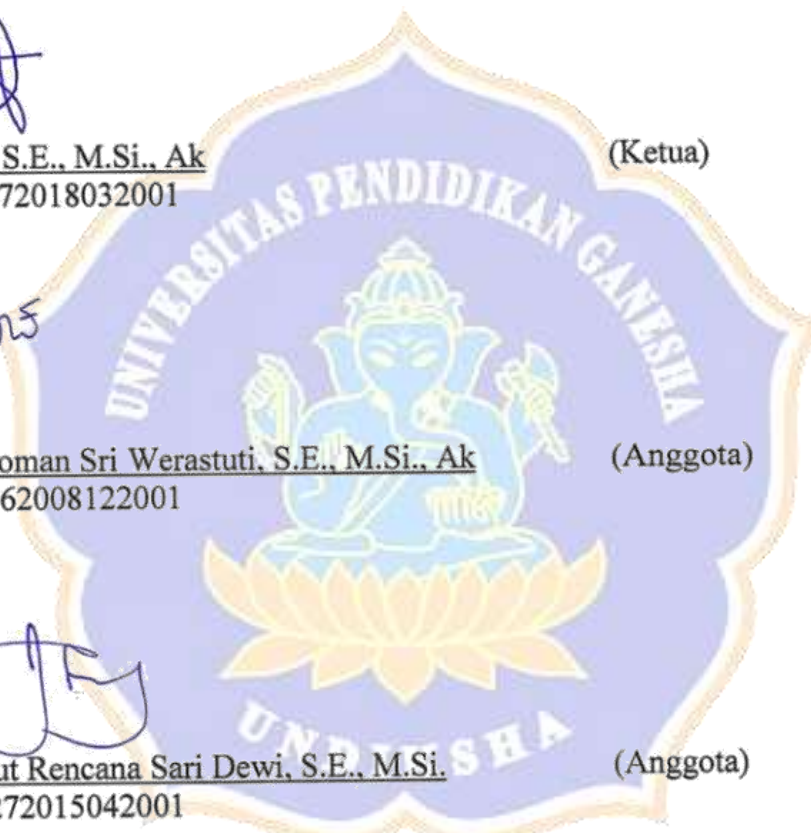 S.E., M.Si., Ak (Ketua)
72018032001
UNIVERSITAS PENDIDIKAN GANESHA
oman Sri Werastuti, S.E., M.Si., Ak (Anggota)
62008122001
UNDIKSHA
ut Rencana Sari Dewi, S.E., M.Si. (Anggota)
272015042001